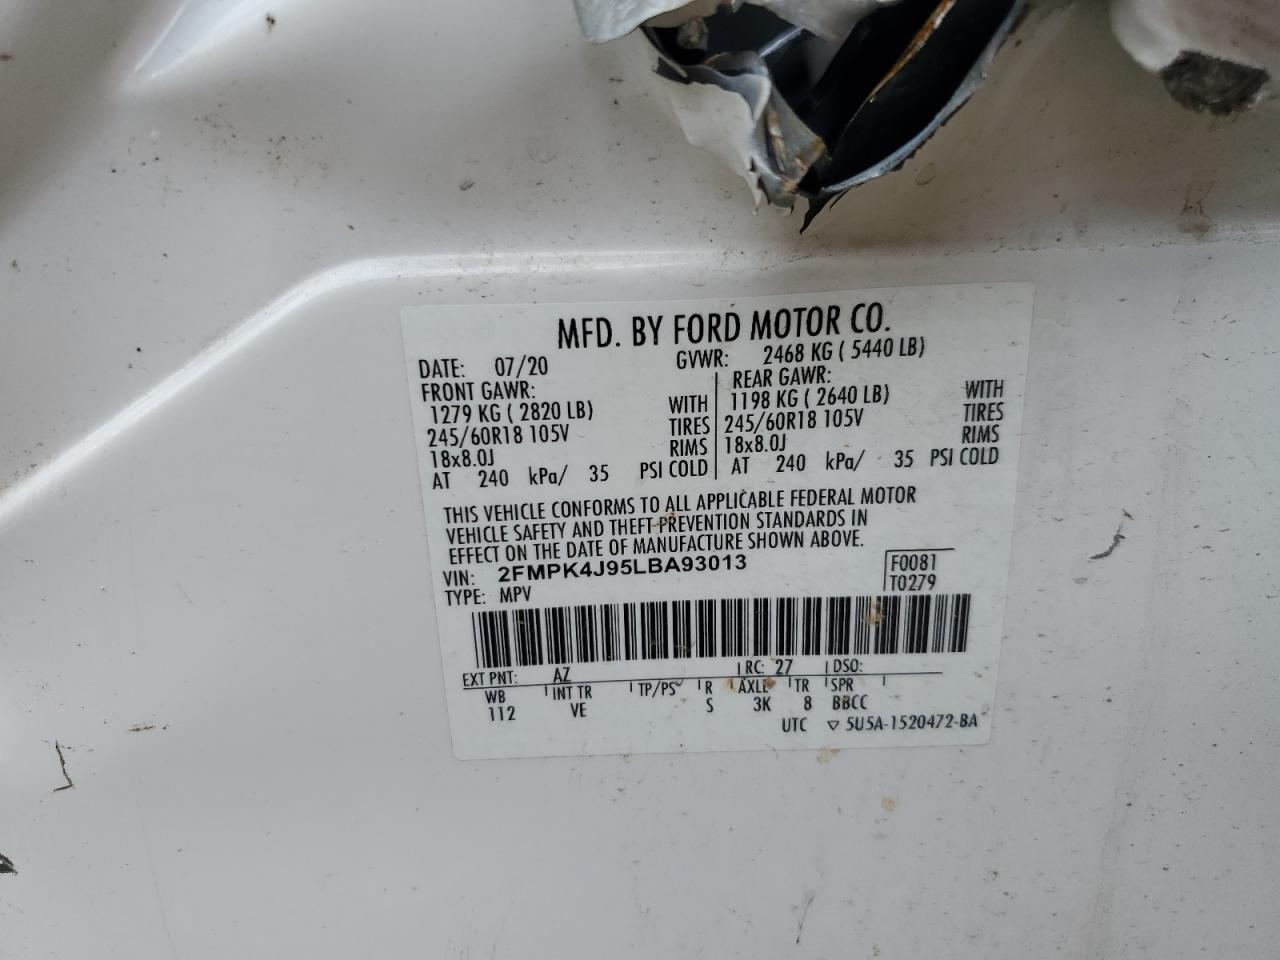 MFD. BY FORD MOTOR CO.
DATE: 07/20 GVWR: 2468 KG ( 5440 LB)
FRONT GAWR: REAR GAWR:
1279 KG ( 2820 LB) WITH 1198 KG ( 2640 LB) WITH
245/60R18 105V TIRES 245/60R18 105V TIRES
18x8.0J RIMS 18x8.0J RIMS
AT 240 kPa/ 35 PSI COLD AT 240 kPa/ 35 PSI COLD
THIS VEHICLE CONFORMS TO ALL APPLICABLE FEDERAL MOTOR
VEHICLE SAFETY AND THEFT PREVENTION STANDARDS IN
EFFECT ON THE DATE OF MANUFACTURE SHOWN ABOVE.
VIN: 2FMPK4J95LBA93013 F0081
TYPE: MPV T0279
EXT PNT: AZ RC: 27 DSO:
WB INT TR TP/PS R AXLE TR SPR
112 VE S 3K 8 BBCC
UTC ▽ 5U5A-1520472-BA